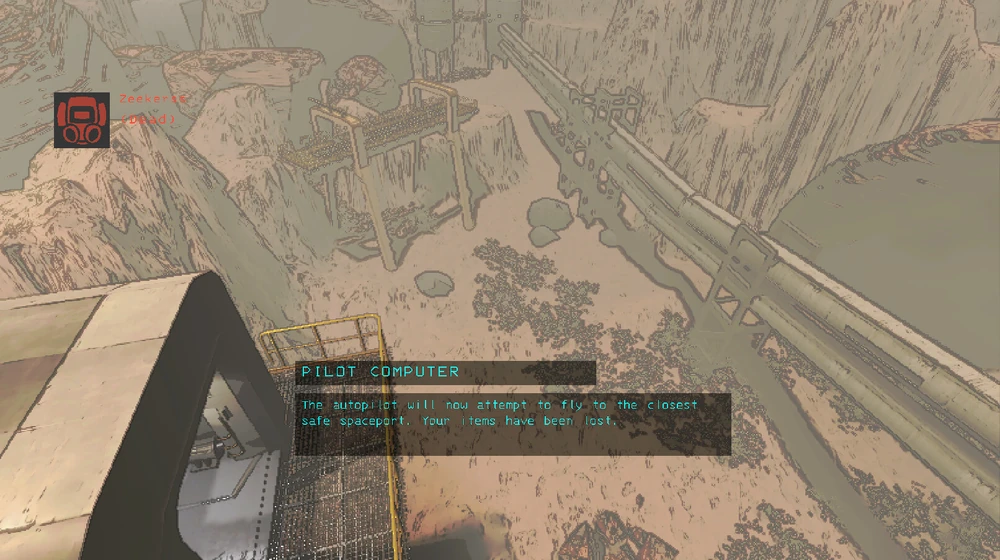 Zeekerss
(Dead)
PILOT COMPUTER
The autopilot will now attempt to fly to the closest
safe spaceport. Your items have been lost.